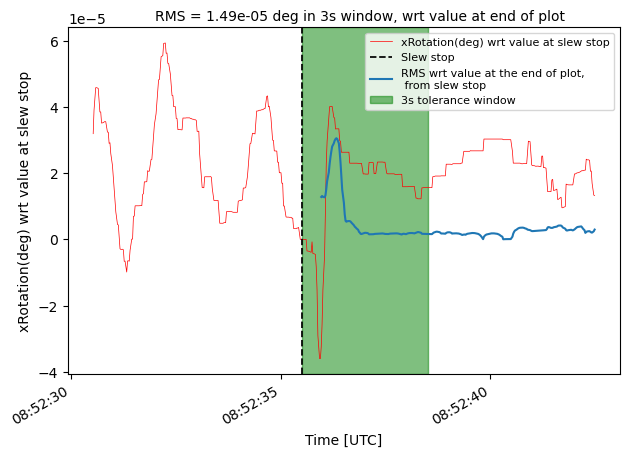 RMS = 1.49e-05 deg in 3s window, wrt value at end of plot
1e−5
xRotation(deg) wrt value at slew stop
Slew stop
RMS wrt value at the end of plot,
from slew stop
3s tolerance window
6
4
2
0
−2
−4
xRotation(deg) wrt value at slew stop
08:52:30
08:52:35
08:52:40
Time [UTC]